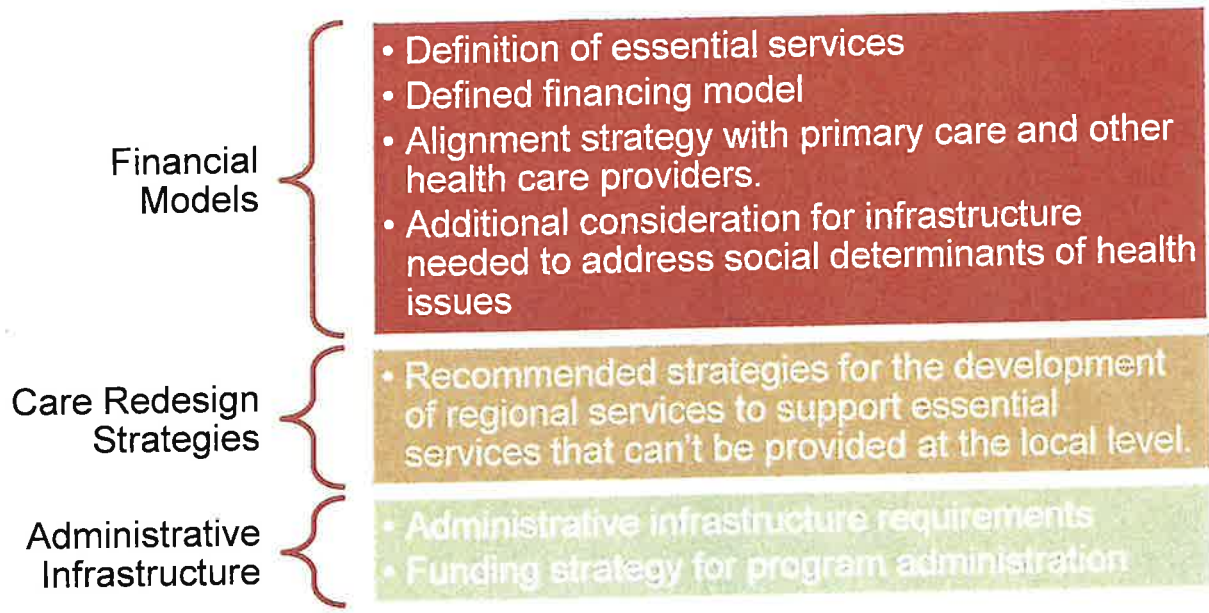 Financial
Models
• Definition of essential services
• Defined financing model
• Alignment strategy with primary care and other
health care providers.
• Additional consideration for infrastructure
needed to address social determinants of health
issues
Care Redesign
Strategies
• Recommended strategies for the development
of regional services to support essential
services that can't be provided at the local level.
Administrative
Infrastructure
• Administrative infrastructure requirements
• Funding strategy for program administration